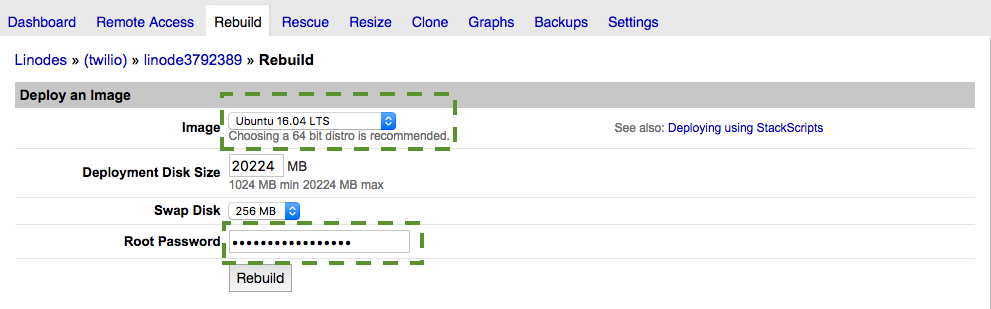 Dashboard Remote Access Rebuild Rescue Resize Clone Graphs Backups Settings
Linodes » (twilio) » linode3792389 » Rebuild
Deploy an Image
Image Ubuntu 16.04 LTS
Choosing a 64 bit distro is recommended. See also: Deploying using StackScripts
Deployment Disk Size 20224 MB
1024 MB min 20224 MB max
Swap Disk 256 MB
Root Password •••••••••••••••••
Rebuild